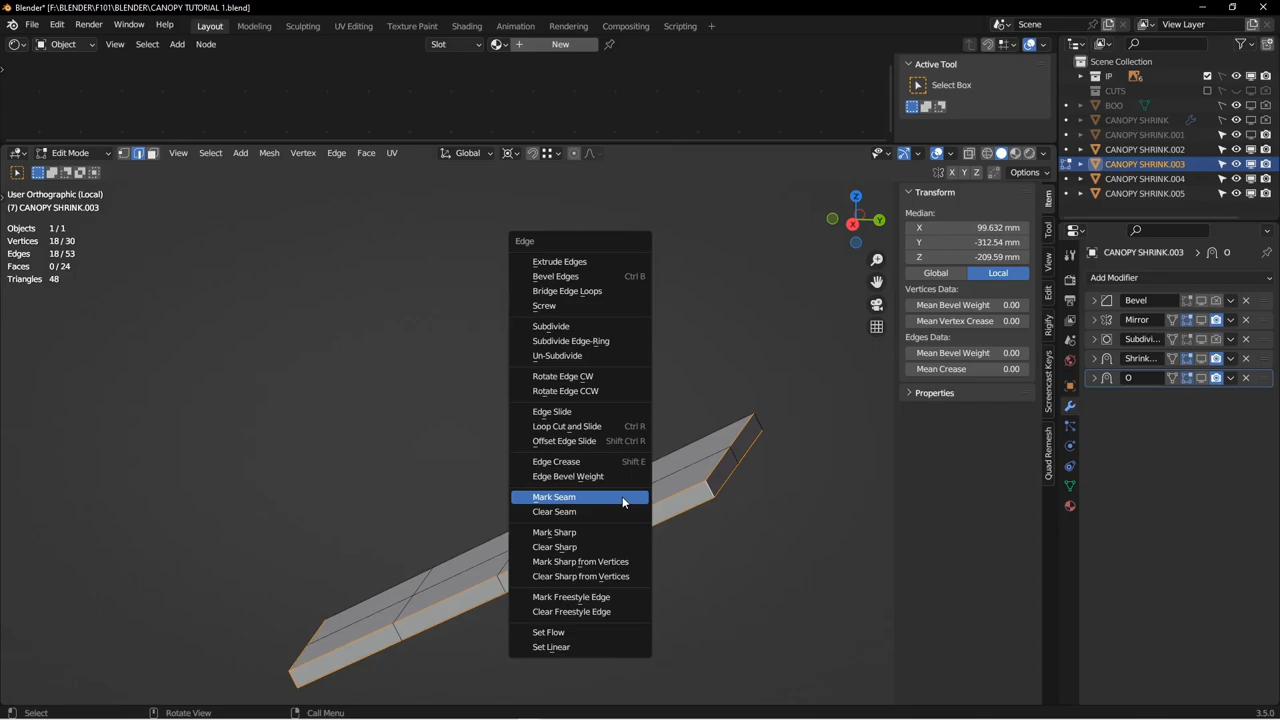 Blender* [F:\BLENDER\F101\CANOPY TUTORIAL 1.blend]
File Edit Render Window Help Layout Modeling Sculpting UV Editing Texture Paint Shading Animation Rendering Compositing Scripting Scene View Layer
Object View Select Add Node Slot New
Active Tool
Select Box
Scene Collection
IP 6
CUTS
BOO
CANOPY SHRINK
CANOPY SHRINK.001
CANOPY SHRINK.002
CANOPY SHRINK.003
CANOPY SHRINK.004
CANOPY SHRINK.005
Edit Mode View Select Add Mesh Vertex Edge Face UV Global
X Y Z Options
User Orthographic (Local)
(7) CANOPY SHRINK.003
Objects 1 / 1
Vertices 18 / 30
Edges 18 / 53
Faces 0 / 24
Triangles 48
Z
Y
X
Edge
Extrude Edges
Bevel Edges Ctrl B
Bridge Edge Loops
Screw
Subdivide
Subdivide Edge-Ring
Un-Subdivide
Rotate Edge CW
Rotate Edge CCW
Edge Slide
Loop Cut and Slide Ctrl R
Offset Edge Slide Shift Ctrl R
Edge Crease Shift E
Edge Bevel Weight
Mark Seam
Clear Seam
Mark Sharp
Clear Sharp
Mark Sharp from Vertices
Clear Sharp from Vertices
Mark Freestyle Edge
Clear Freestyle Edge
Set Flow
Set Linear
Transform
Median:
X 99.632 mm
Y -312.54 mm
Z -209.59 mm
Global Local
Vertices Data:
Mean Bevel Weight 0.00
Mean Vertex Crease 0.00
Edges Data:
Mean Bevel Weight 0.00
Mean Crease 0.00
Properties
Item
Tool
View
Edit
Rigify
Screencast Keys
Quad Remesh
CANOPY SHRINK.003 > O
Add Modifier
Bevel
Mirror
Subdivi...
Shrink...
O
Select Rotate View Call Menu 3.5.0